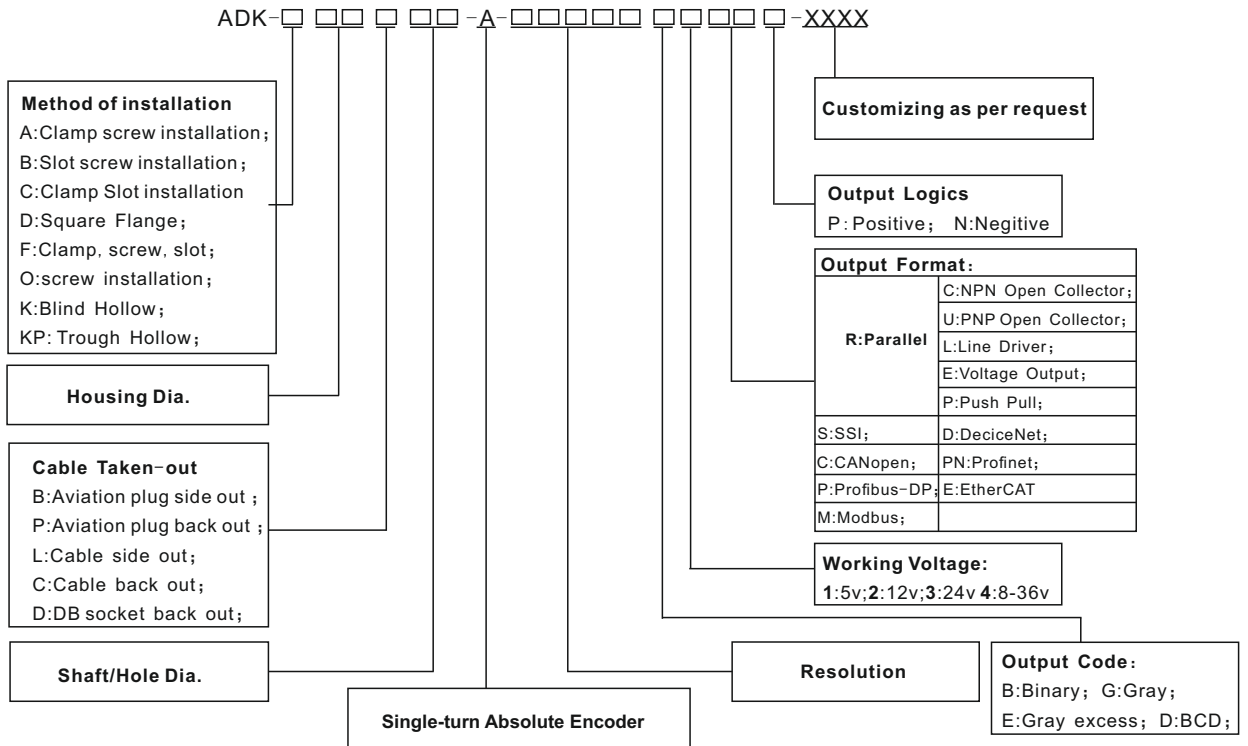 ADK-□ □□ □ □□ -A-□□□□□ □□□□ □-XXXX
Method of installation
A:Clamp screw installation;
B:Slot screw installation;
C:Clamp Slot installation
D:Square Flange;
F:Clamp, screw, slot;
O:screw installation;
K:Blind Hollow;
KP: Trough Hollow;
Housing Dia.
Cable Taken-out
B:Aviation plug side out ;
P:Aviation plug back out ;
L:Cable side out;
C:Cable back out;
D:DB socket back out;
Shaft/Hole Dia.
Single-turn Absolute Encoder
Customizing as per request
Output Logics
P:Positive; N:Negitive
Output Format:
R:Parallel
C:NPN Open Collector;
U:PNP Open Collector;
L:Line Driver;
E:Voltage Output;
P:Push Pull;
S:SSI; D:DeciceNet;
C:CANopen; PN:Profinet;
P:Profibus-DP; E:EtherCAT
M:Modbus;
Working Voltage:
1:5v;2:12v;3:24v 4:8-36v
Resolution
Output Code:
B:Binary; G:Gray;
E:Gray excess; D:BCD;